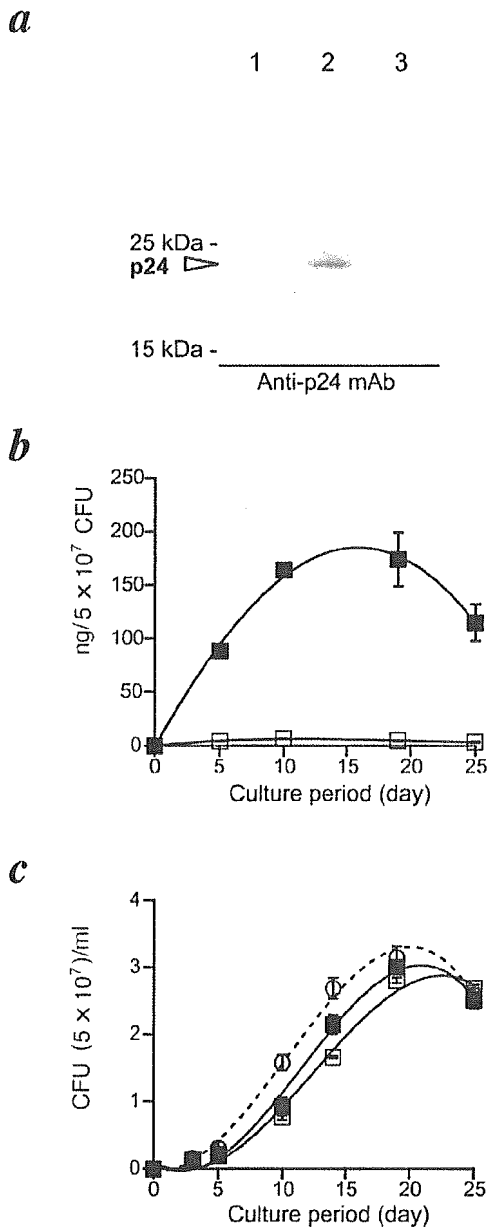 a
1 2 3
25 kDa -
p24
15 kDa -
Anti-p24 mAb
b
ng/5 × 10⁷ CFU
250
200
150
100
50
0
0 5 10 15 20 25
Culture period (day)
c
CFU (5 × 10⁷)/ml
4
3
2
1
0
0 5 10 15 20 25
Culture period (day)